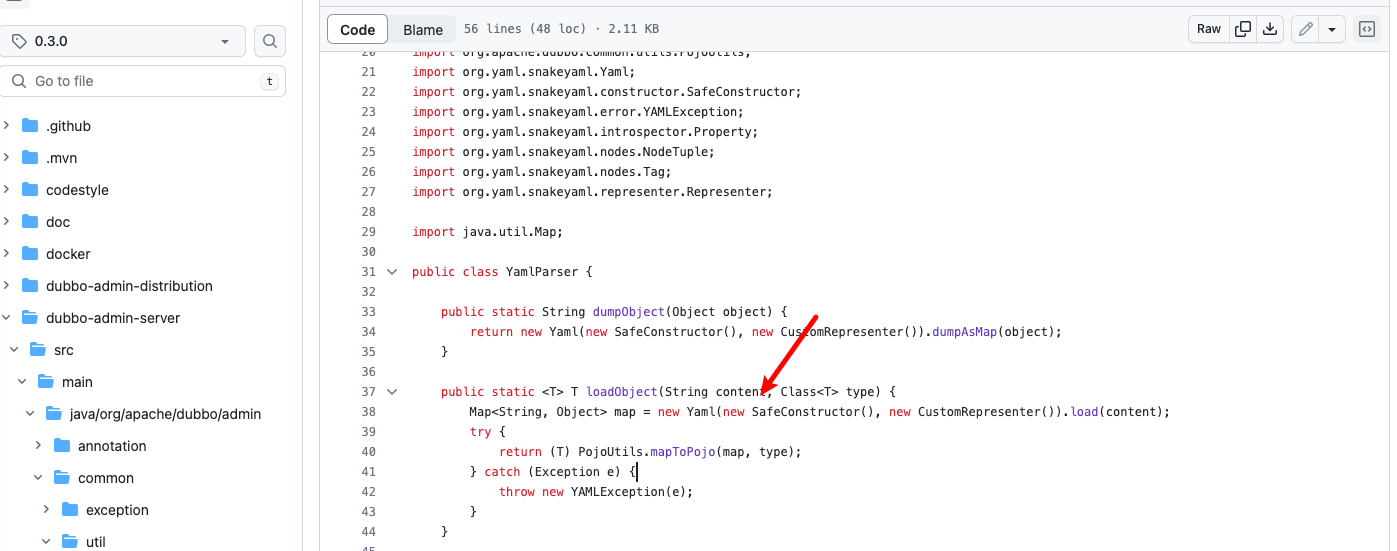 0.3.0
Go to file
t
.github
.mvn
codestyle
doc
docker
dubbo-admin-distribution
dubbo-admin-server
src
main
java/org/apache/dubbo/admin
annotation
common
exception
util
Code Blame 56 lines (48 loc) · 2.11 KB Raw
20 import org.apache.dubbo.common.utils.PojoUtils;
21 import org.yaml.snakeyaml.Yaml;
22 import org.yaml.snakeyaml.constructor.SafeConstructor;
23 import org.yaml.snakeyaml.error.YAMLException;
24 import org.yaml.snakeyaml.introspector.Property;
25 import org.yaml.snakeyaml.nodes.NodeTuple;
26 import org.yaml.snakeyaml.nodes.Tag;
27 import org.yaml.snakeyaml.representer.Representer;
28
29 import java.util.Map;
30
31 public class YamlParser {
32
33 public static String dumpObject(Object object) {
34 return new Yaml(new SafeConstructor(), new CustomRepresenter()).dumpAsMap(object);
35 }
36
37 public static <T> T loadObject(String content, Class<T> type) {
38 Map<String, Object> map = new Yaml(new SafeConstructor(), new CustomRepresenter()).load(content);
39 try {
40 return (T) PojoUtils.mapToPojo(map, type);
41 } catch (Exception e) {
42 throw new YAMLException(e);
43 }
44 }
45